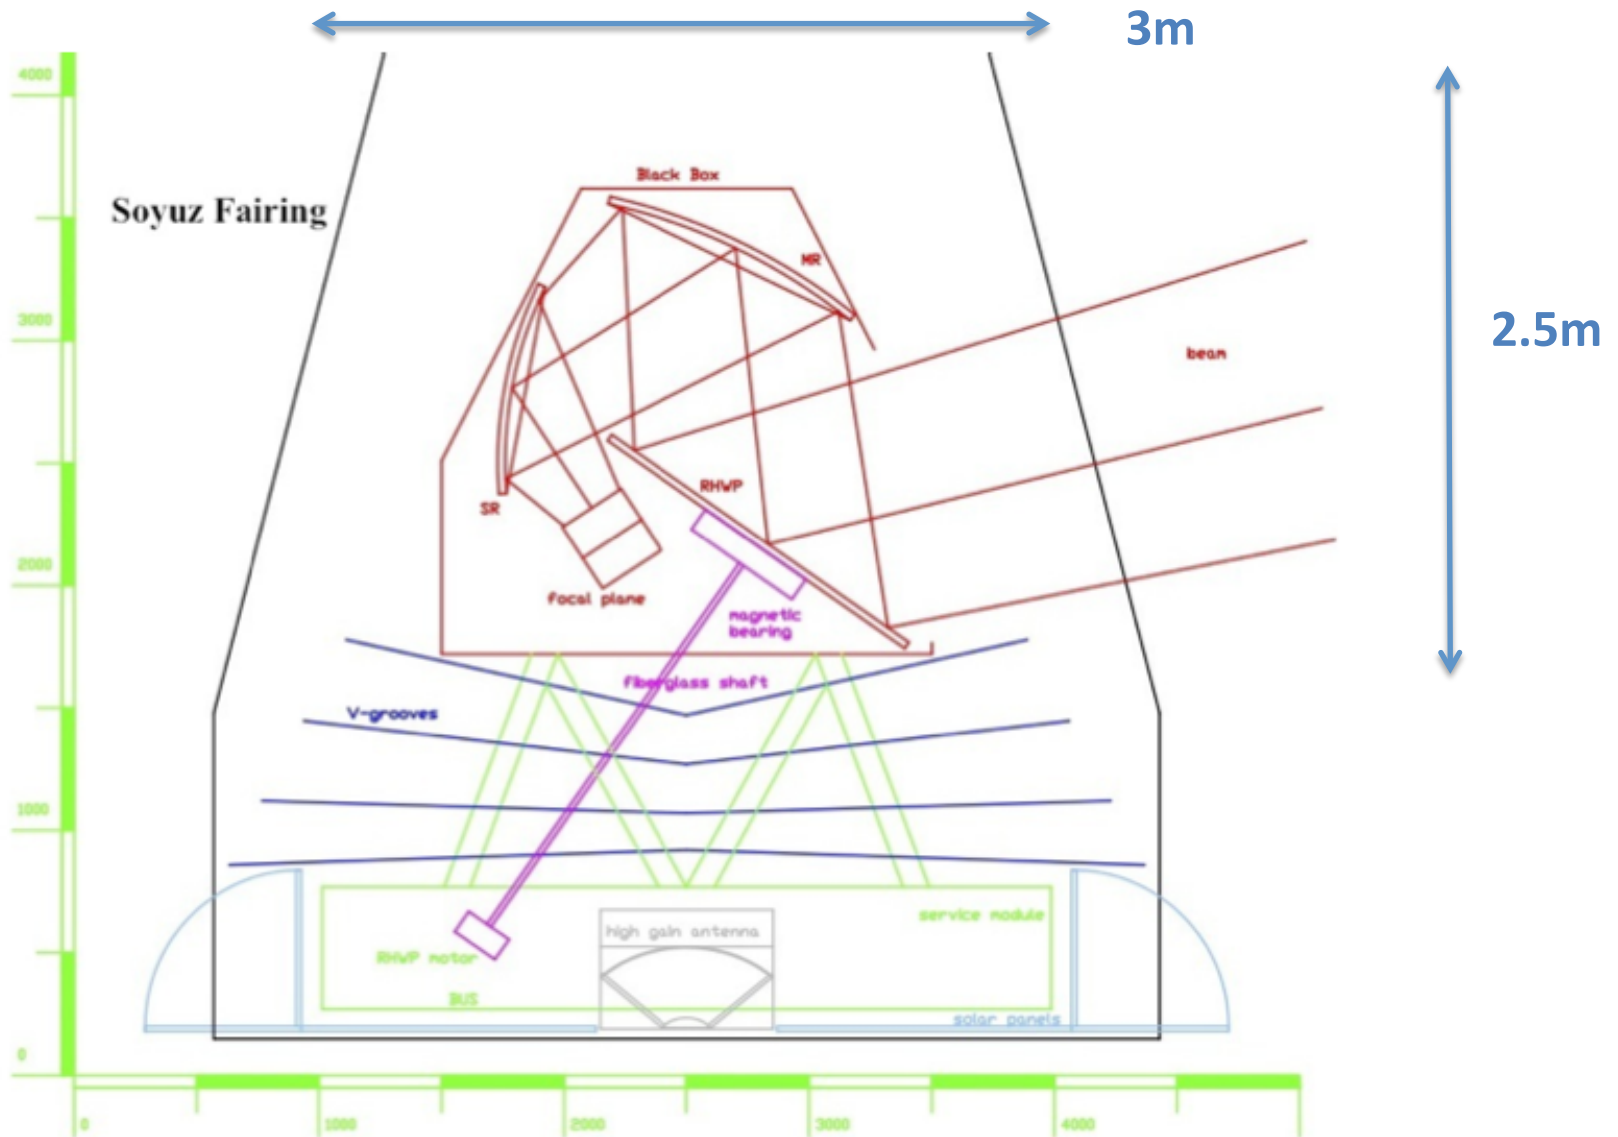 3m
4000
Black Box
Soyuz Fairing
MR
3000
2.5m
beam
RHWP
SR
2000
focal plane
magnetic
bearing
fiberglass shaft
V-grooves
1000
service module
high gain antenna
RHWP motor
BUS
solar panels
0
0
1000
2000
3000
4000